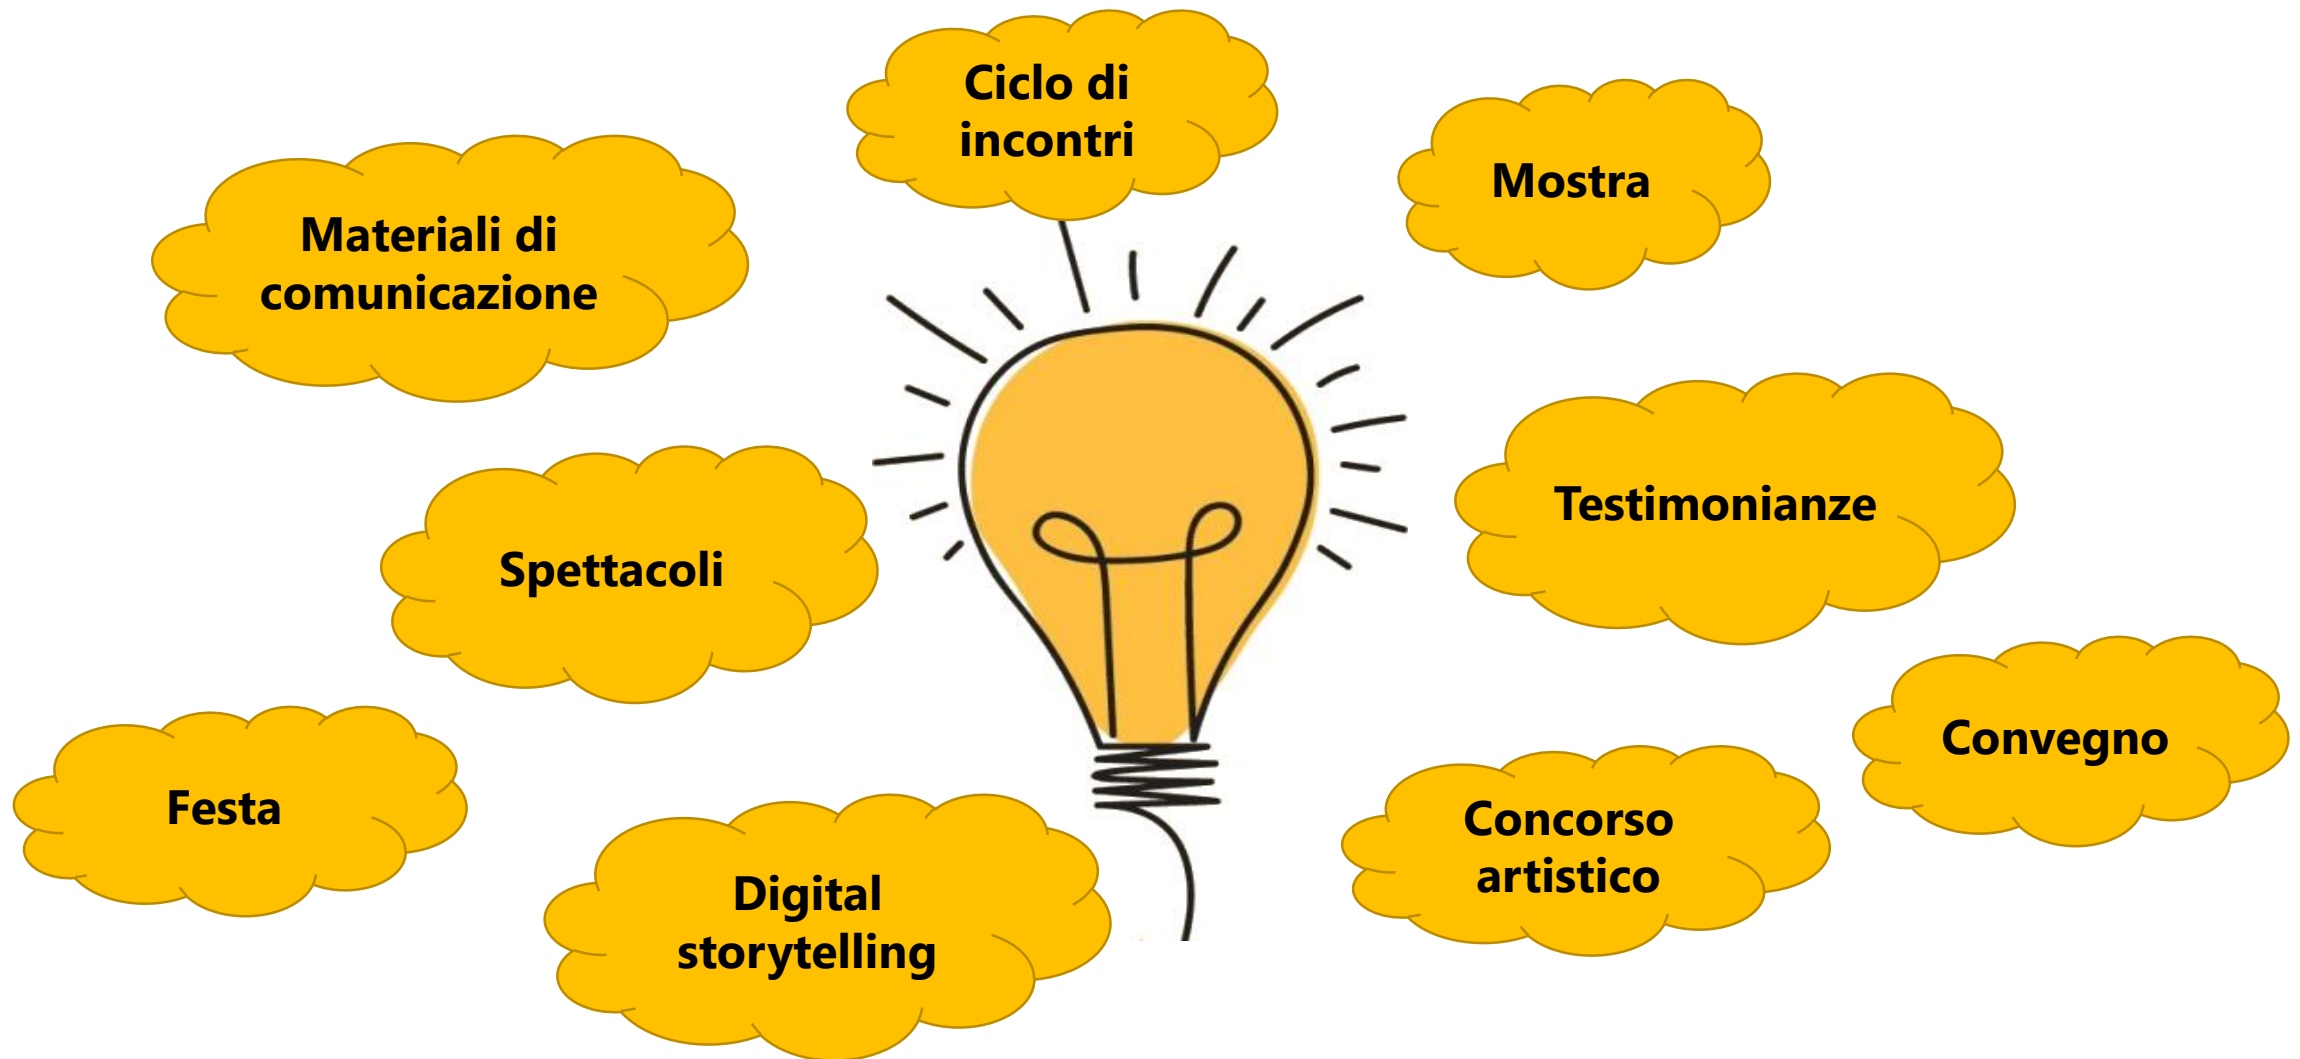 Ciclo di
incontri
Mostra
Materiali di
comunicazione
Testimonianze
Spettacoli
Convegno
Festa
Concorso
artistico
Digital
storytelling